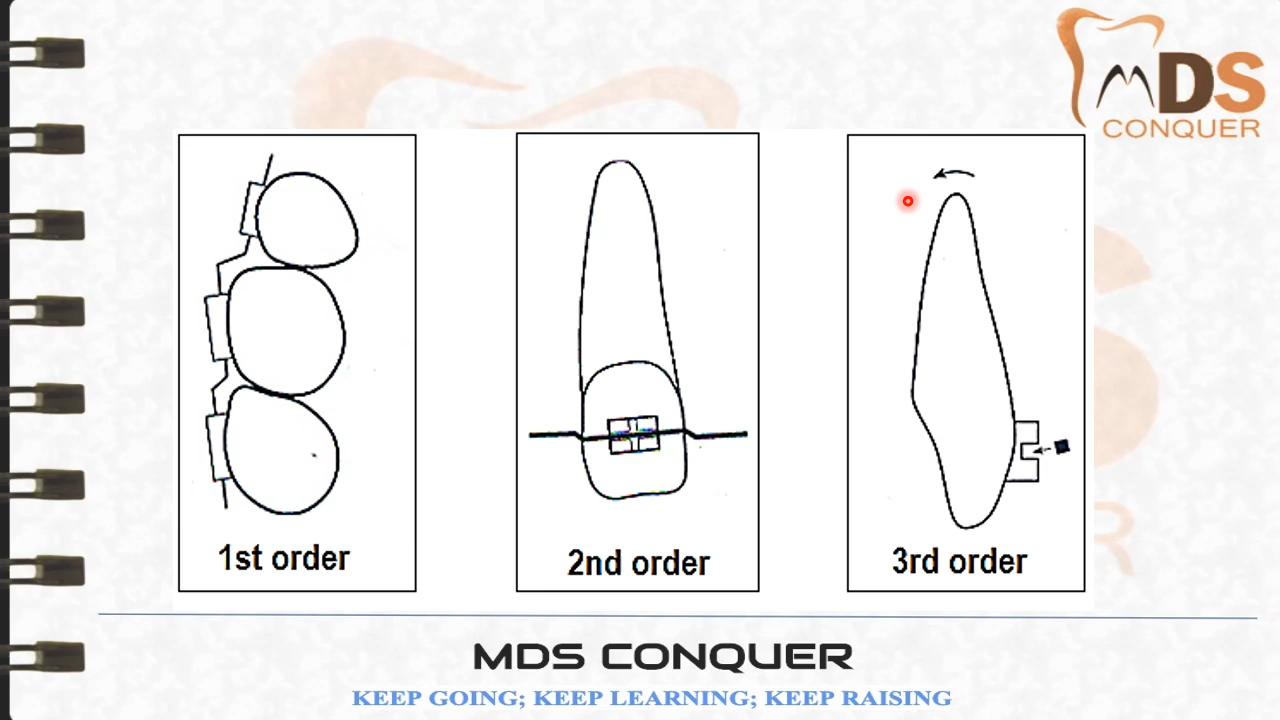 MDS
CONQUER
1st order
2nd order
3rd order
MDS CONQUER
KEEP GOING; KEEP LEARNING; KEEP RAISING